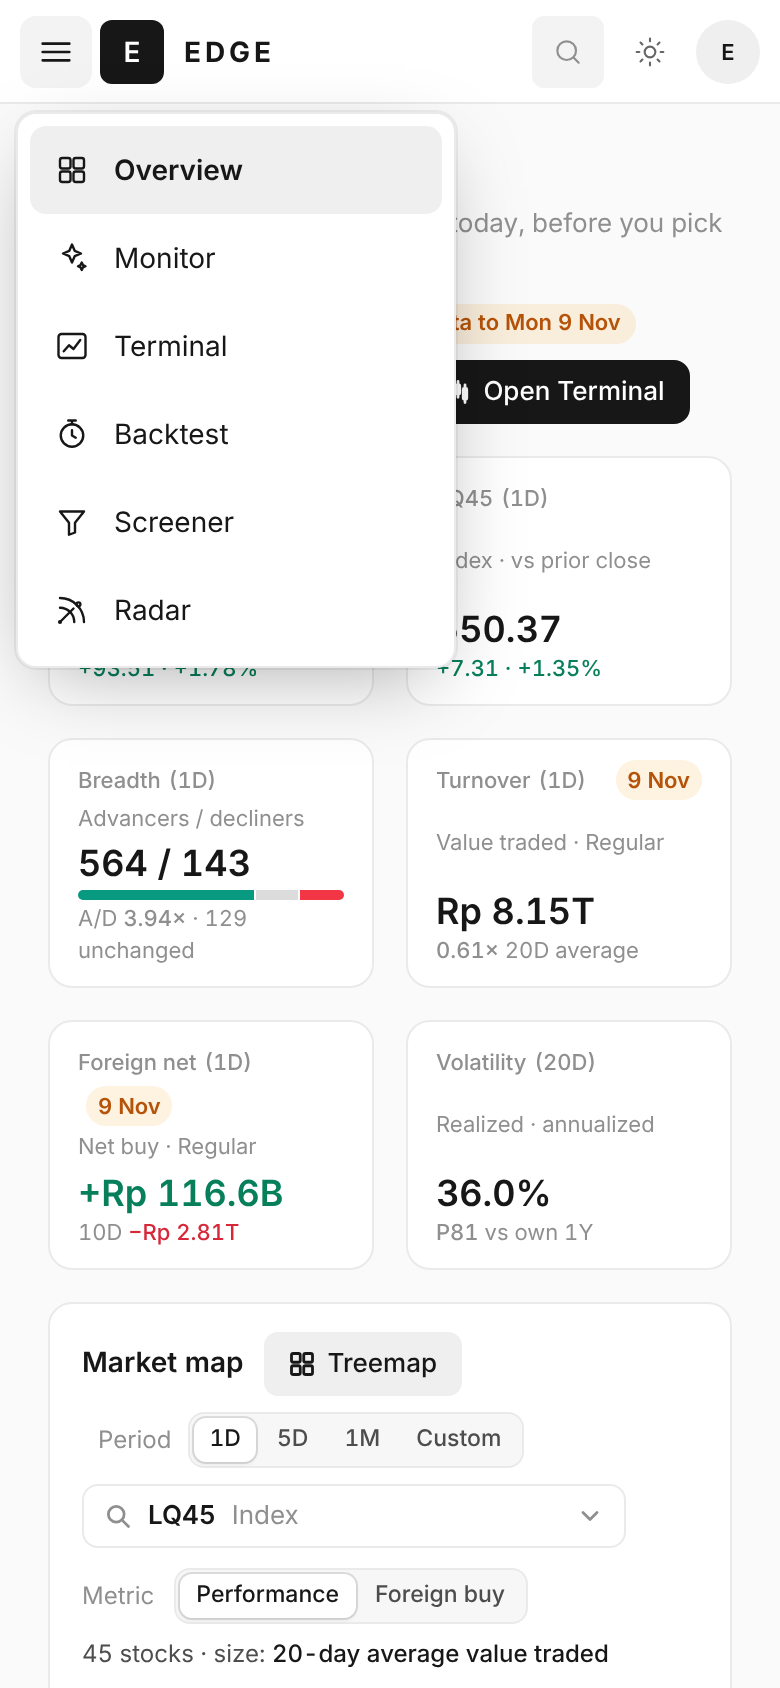 E EDGE E
Overview
Monitor
Terminal
Backtest
Screener
Radar
today, before you pick
to Mon 9 Nov
Open Terminal
(1D)
· vs prior close
50.37
+93.51 · +1.78%
+7.31 · +1.35%
Breadth (1D)
Advancers / decliners
564 / 143
A/D 3.94× · 129
unchanged
Turnover (1D) 9 Nov
Value traded · Regular
Rp 8.15T
0.61× 20D average
Foreign net (1D)
9 Nov
Net buy · Regular
+Rp 116.6B
10D −Rp 2.81T
Volatility (20D)
Realized · annualized
36.0%
P81 vs own 1Y
Market map Treemap
Period 1D 5D 1M Custom
LQ45 Index
Metric Performance Foreign buy
45 stocks · size: 20-day average value traded